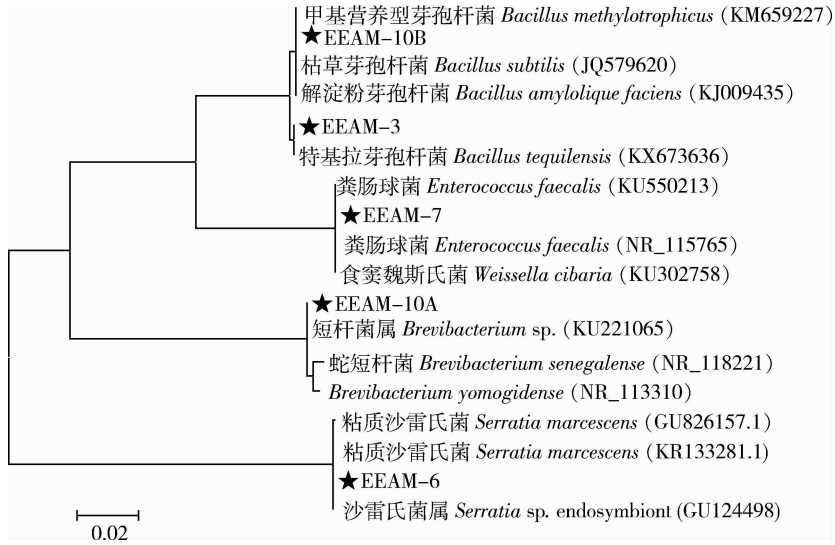 甲基营养型芽孢杆菌 Bacillus methylotrophicus (KM659227)
★EEAM-10B
枯草芽孢杆菌 Bacillus subtilis (JQ579620)
解淀粉芽孢杆菌 Bacillus amylolique faciens (KJ009435)
★EEAM-3
特基拉芽孢杆菌 Bacillus tequilensis (KX673636)
粪肠球菌 Enterococcus faecalis (KU550213)
★EEAM-7
粪肠球菌 Enterococcus faecalis (NR_115765)
食窦魏斯氏菌 Weissella cibaria (KU302758)
★EEAM-10A
短杆菌属 Brevibacterium sp. (KU221065)
蛇短杆菌 Brevibacterium senegalense (NR_118221)
Brevibacterium yomogidense (NR_113310)
粘质沙雷氏菌 Serratia marcescens (GU826157.1)
粘质沙雷氏菌 Serratia marcescens (KR133281.1)
★EEAM-6
沙雷氏菌属 Serratia sp. endosymbiont (GU124498)
0.02